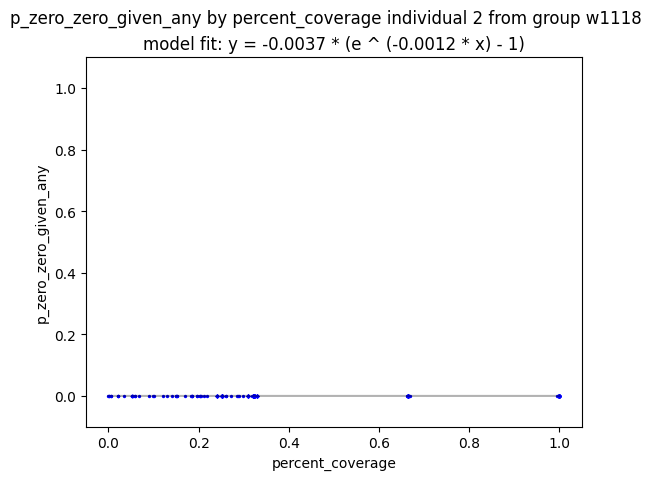 p_zero_zero_given_any by percent_coverage individual 2 from group w1118
model fit: y = -0.0037 * (e ^ (-0.0012 * x) - 1)
1.0
0.8
0.6
0.4
0.2
0.0
p_zero_zero_given_any
0.0 0.2 0.4 0.6 0.8 1.0
percent_coverage